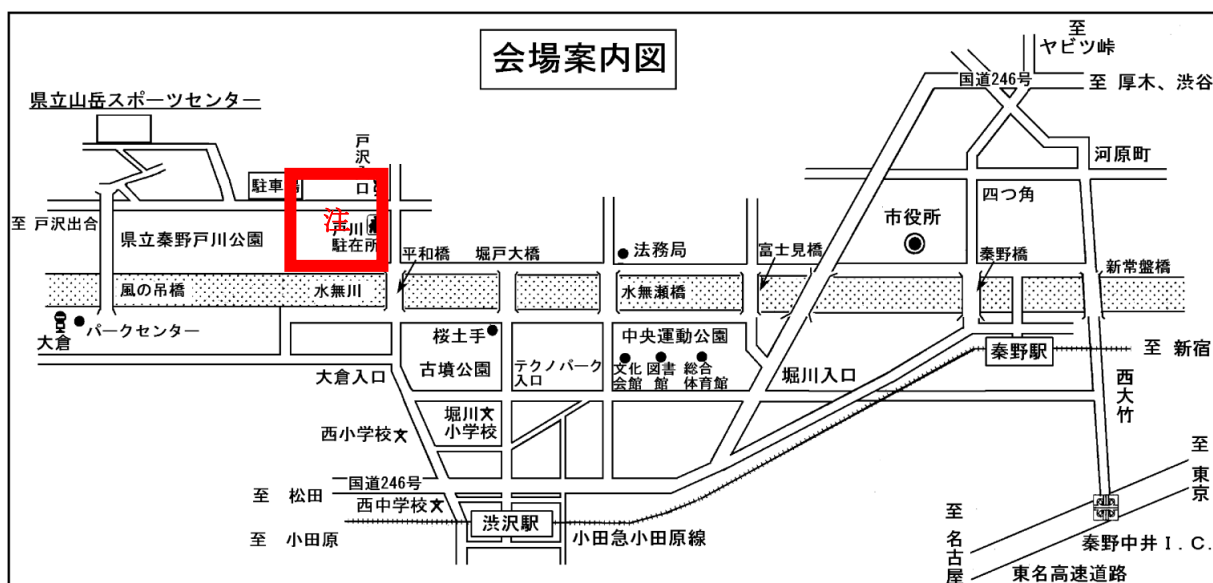 会場案内図
至
ヤビツ峠
国道246号
至 厚木、渋谷
県立山岳スポーツセンター
戸沢入口
河原町
駐車場
四つ角
至 戸沢出合
注
市役所
県立秦野戸川公園
戸川
駐在所
平和橋
堀戸大橋
法務局
富士見橋
秦野橋
新常盤橋
風の吊橋
水無川
水無瀬橋
パークセンター
大倉
桜土手
古墳公園
中央運動公園
秦野駅
至 新宿
大倉入口
テクノパーク
入口
文化
会館
図書
館
総合
体育館
堀川入口
西大竹
堀川
小学校
西小学校
国道246号
至 松田
西中学校
渋沢駅
至 小田原
小田急小田原線
至 東京
至 名古屋
秦野中井I.C.
東名高速道路